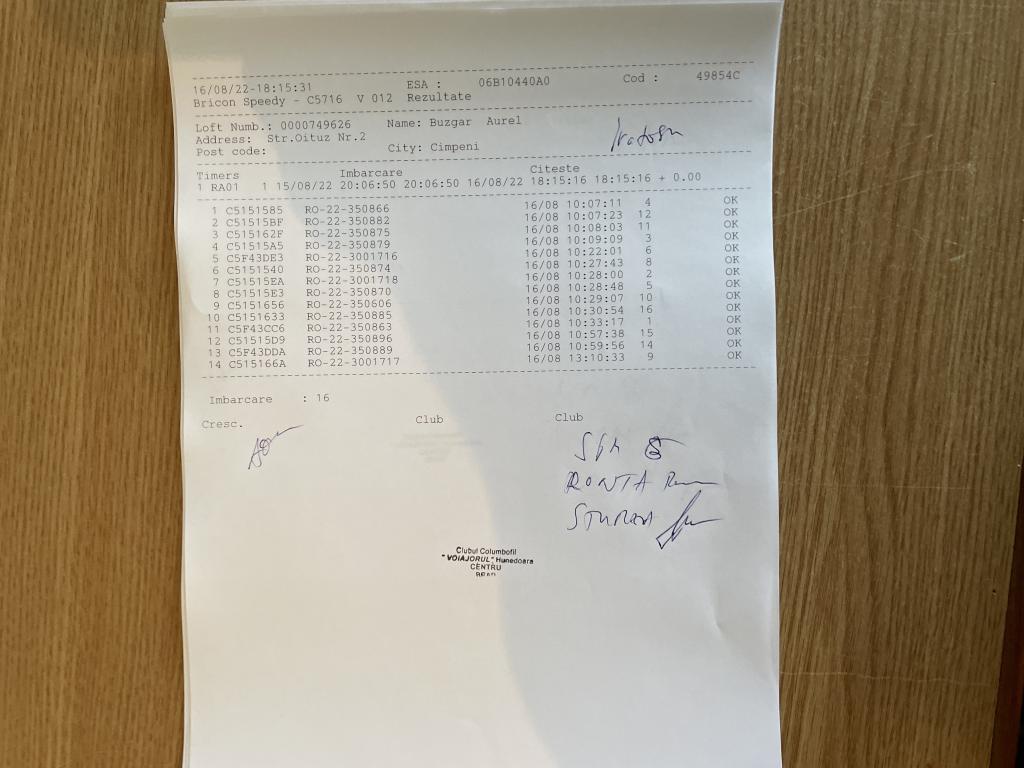 16/08/22-18:15:31 ESA : 06B10440A0 Cod : 49854C
Bricon Speedy - C5716 V 012 Rezultate
Loft Numb.: 0000749626 Name: Buzgar Aurel
Address: Str.Oituz Nr.2
Post code: City: Cimpeni
Timers Imbarcare Citeste
1 RA01 1 15/08/22 20:06:50 20:06:50 16/08/22 18:15:16 18:15:16 + 0.00
1 C5151585 RO-22-350866 16/08 10:07:11 4 OK
2 C51515BF RO-22-350882 16/08 10:07:23 12 OK
3 C515162F RO-22-350875 16/08 10:08:03 11 OK
4 C51515A5 RO-22-350879 16/08 10:09:09 3 OK
5 C5F43DE3 RO-22-3001716 16/08 10:22:01 6 OK
6 C5151540 RO-22-350874 16/08 10:27:43 8 OK
7 C51515EA RO-22-3001718 16/08 10:28:00 2 OK
8 C51515E3 RO-22-350870 16/08 10:28:48 5 OK
9 C5151656 RO-22-350606 16/08 10:29:07 10 OK
10 C5151633 RO-22-350885 16/08 10:30:54 16 OK
11 C5F43CC6 RO-22-350863 16/08 10:33:17 1 OK
12 C51515D9 RO-22-350896 16/08 10:57:38 15 OK
13 C5F43DDA RO-22-350889 16/08 10:59:56 14 OK
14 C515166A RO-22-3001717 16/08 13:10:33 9 OK
Imbarcare : 16
Cresc. Club Club
RONTA
Clubul Columbofil
"VOIAJORUL" Hunedoara
CENTRU
BRAD